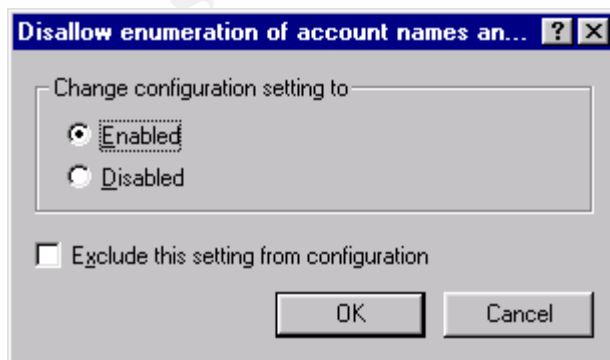 Disallow enumeration of account names an...
Change configuration setting to
Enabled
Disabled
Exclude this setting from configuration
OK Cancel